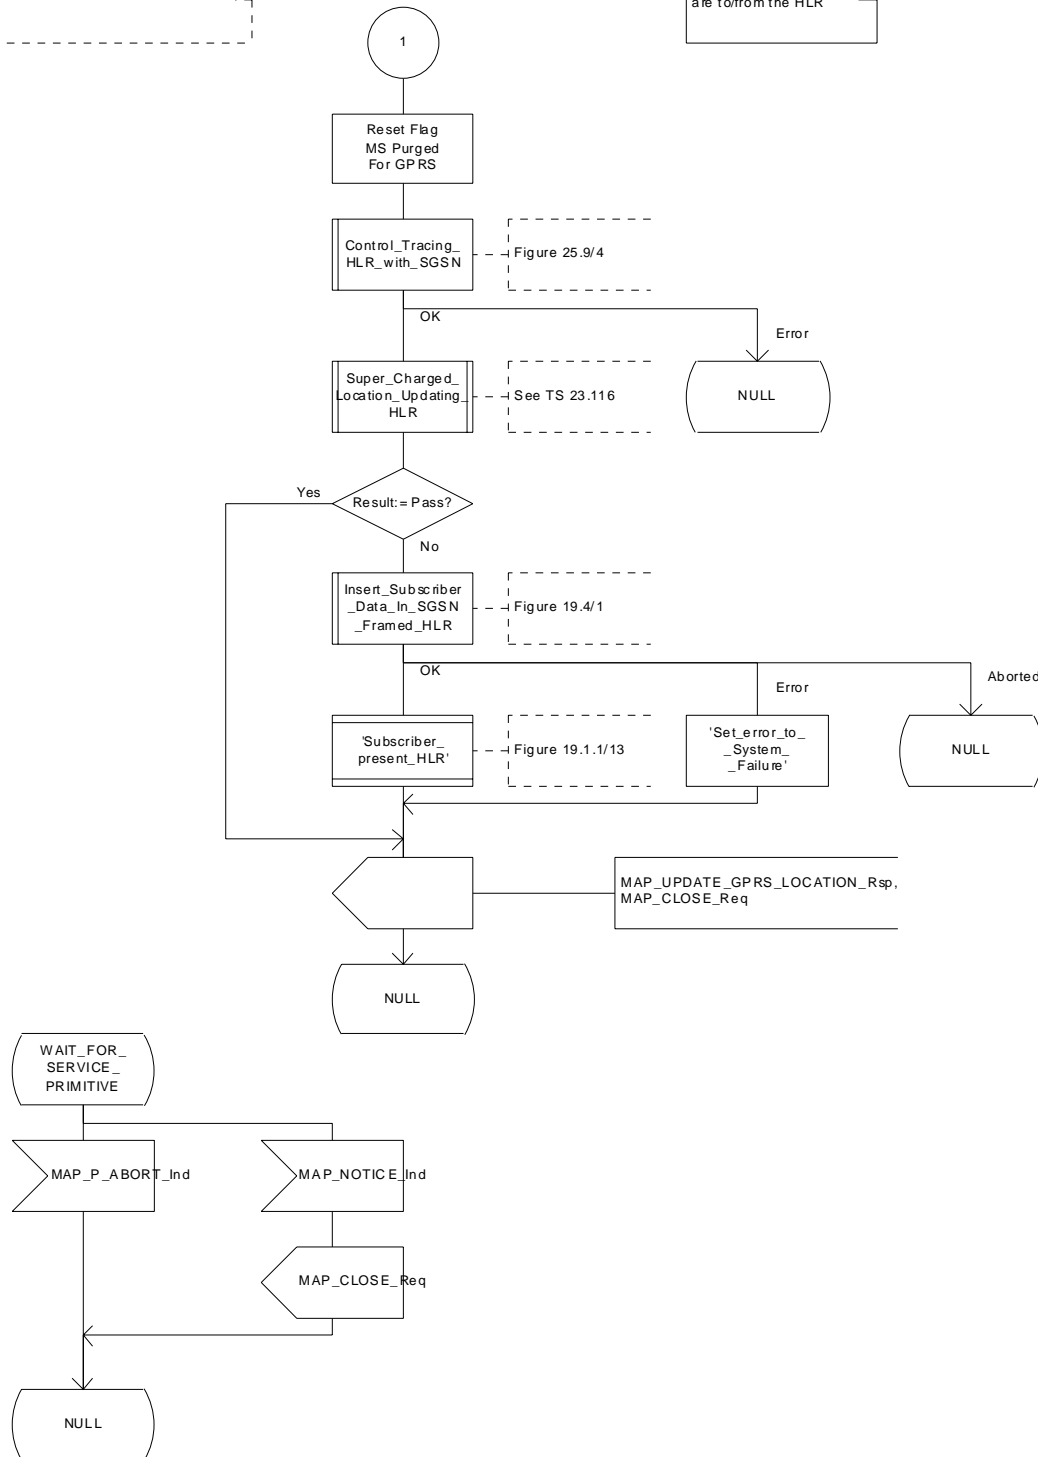 are to/from the HLR
1
Reset Flag
MS Purged
For GPRS
Control_Tracing_
HLR_with_SGSN
Figure 25.9/4
OK
Error
Super_Charged_
Location_Updating_
HLR
See TS 23.116
NULL
Yes
Result:= Pass?
No
Insert_Subscriber
_Data_In_SGSN
_Framed_HLR
Figure 19.4/1
OK
Error
Aborted
'Subscriber_
present_HLR'
Figure 19.1.1/13
'Set_error_to_
_System_
_Failure'
NULL
MAP_UPDATE_GPRS_LOCATION_Rsp,
MAP_CLOSE_Req
NULL
WAIT_FOR_
SERVICE_
PRIMITIVE
MAP_P_ABORT_Ind
MAP_NOTICE_Ind
MAP_CLOSE_Req
NULL